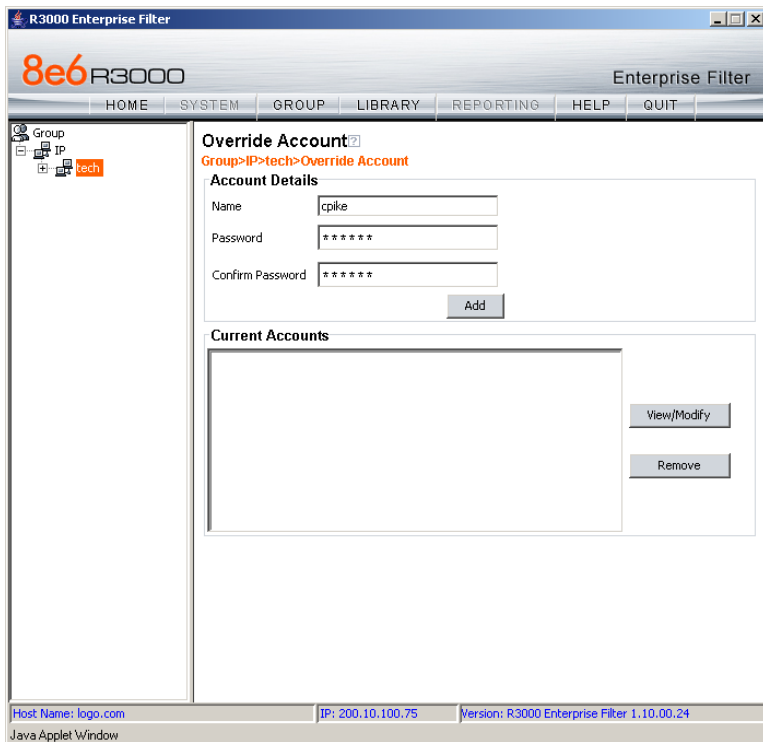 R3000 Enterprise Filter
8e6 R3000
Enterprise Filter
HOME SYSTEM GROUP LIBRARY REPORTING HELP QUIT
Group
IP
tech
Override Account?
Group>IP>tech>Override Account
Account Details
Name cpike
Password ******
Confirm Password ******
Add
Current Accounts
View/Modify
Remove
Host Name: logo.com IP: 200.10.100.75 Version: R3000 Enterprise Filter 1.10.00.24
Java Applet Window